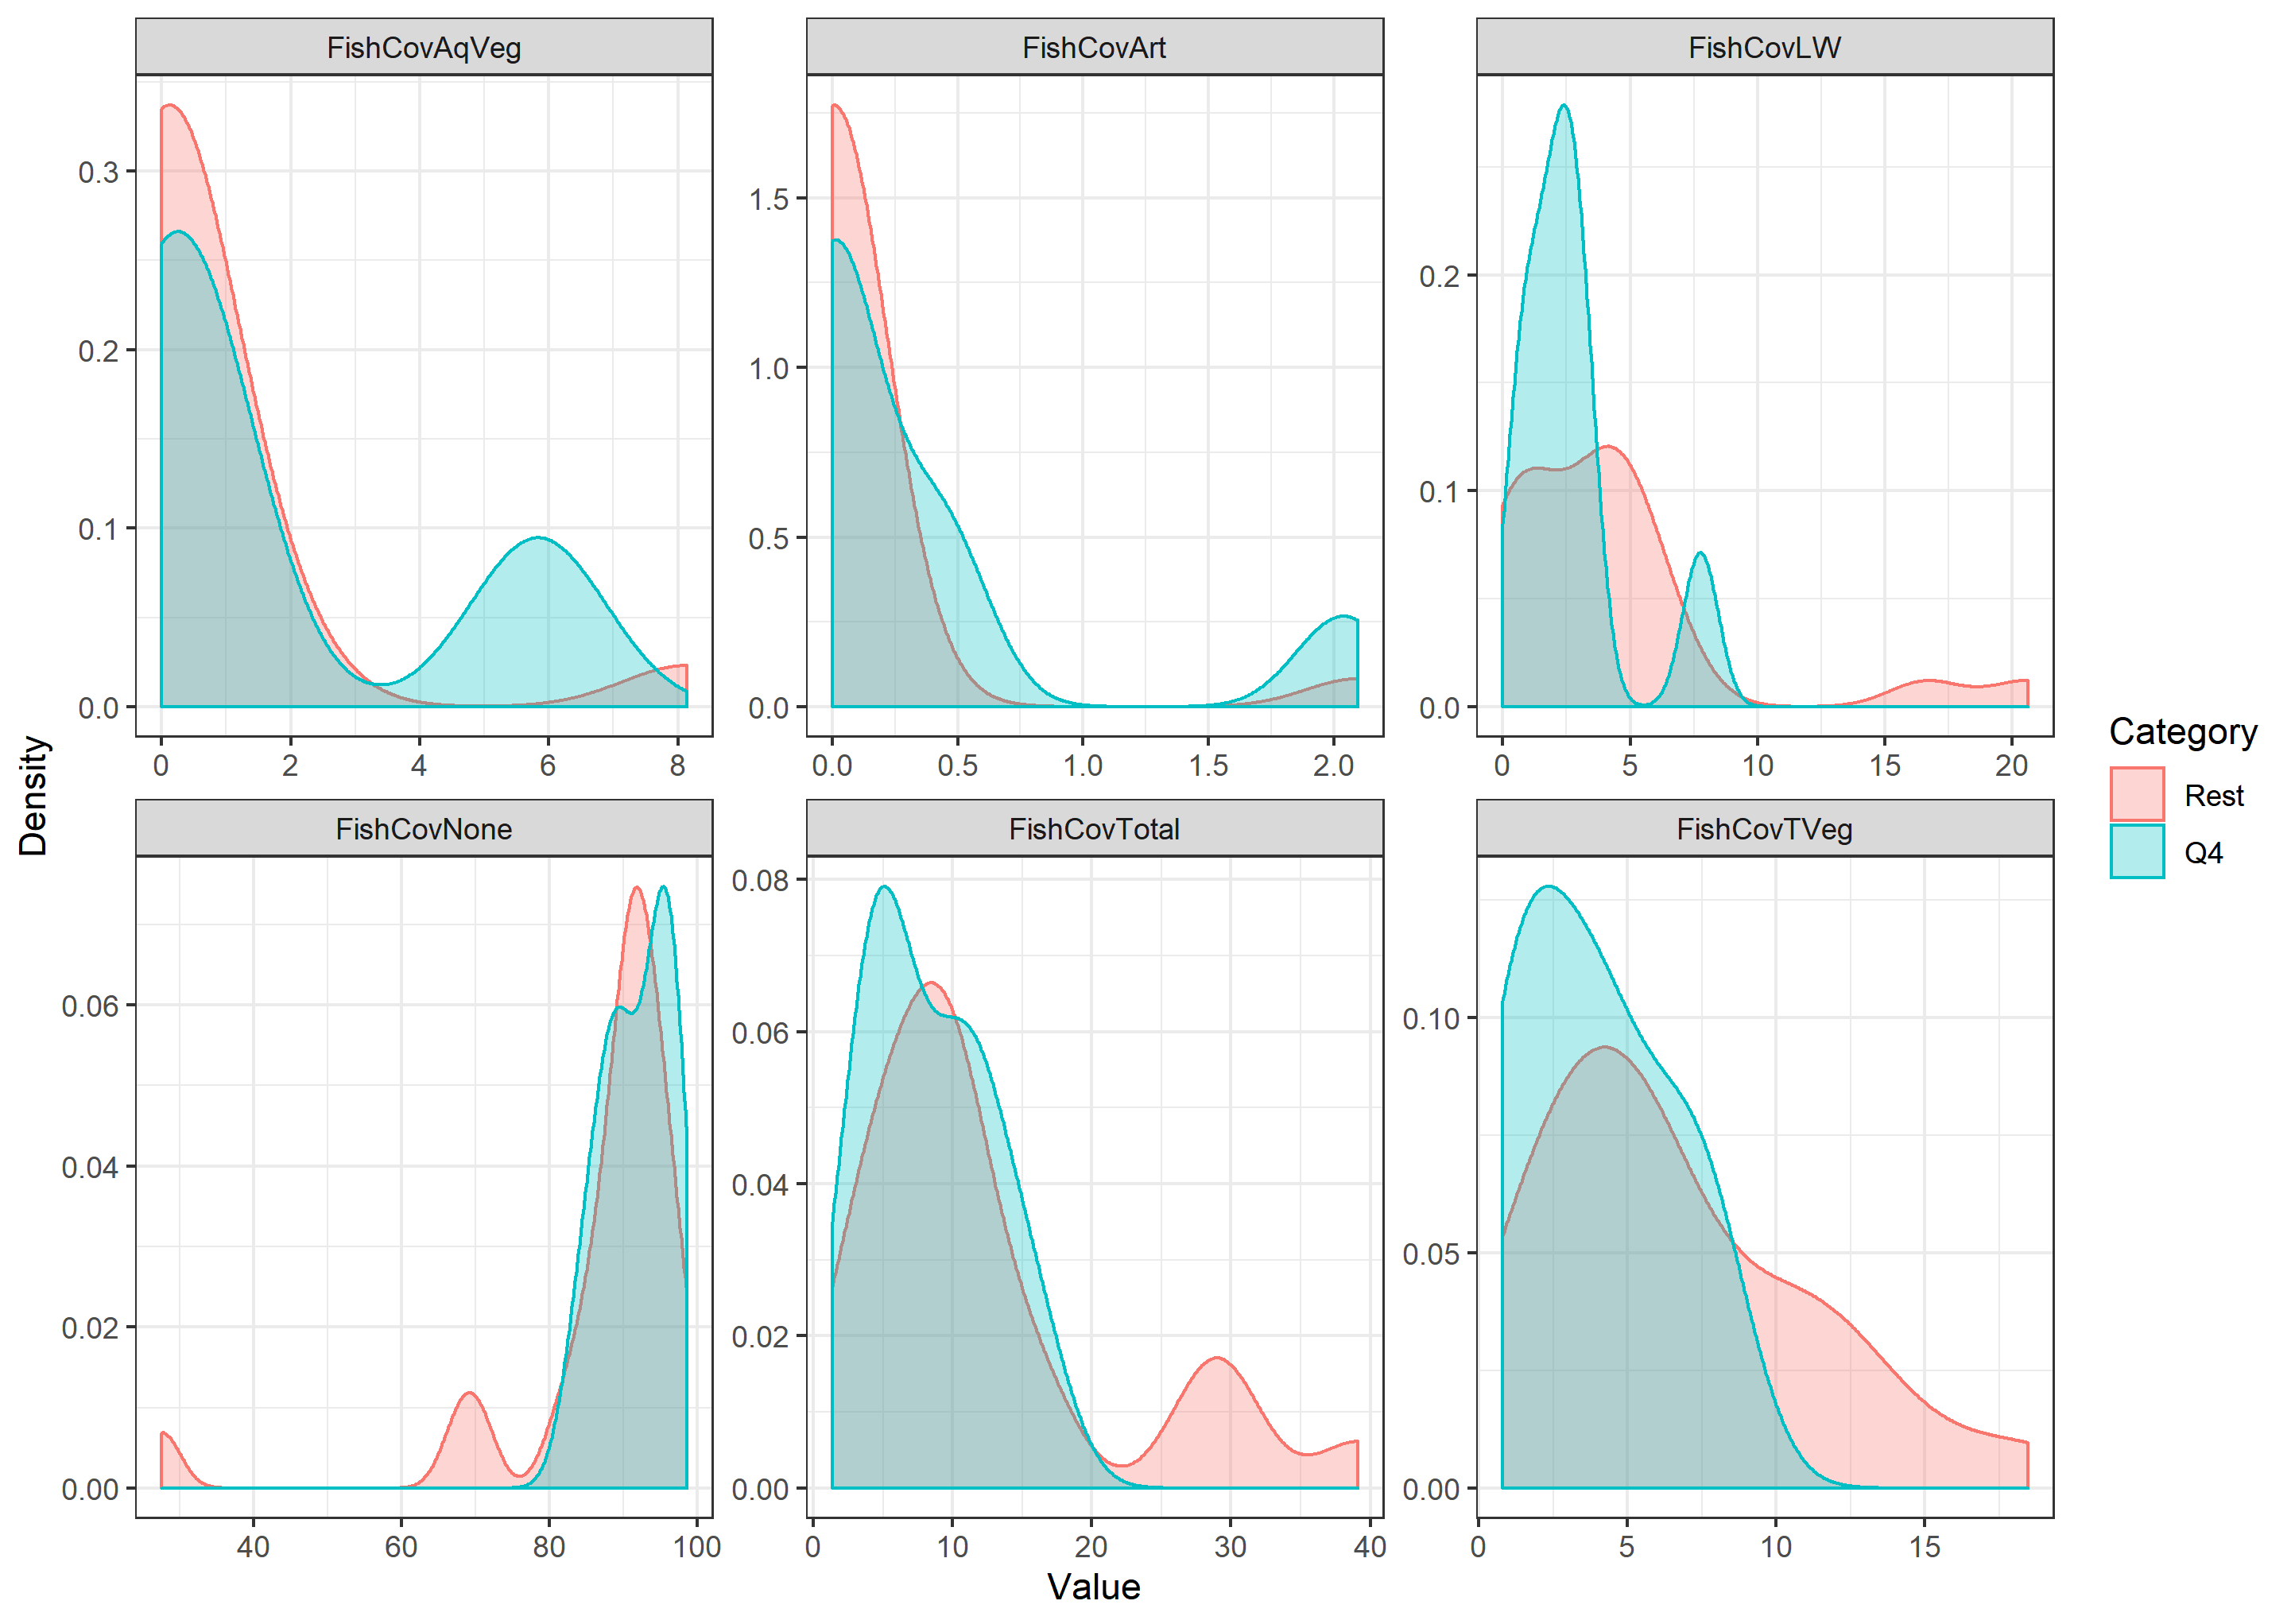 FishCovAqVeg
FishCovArt
FishCovLW
0.3
0.2
0.1
0.0
0 2 4 6 8
1.5
1.0
0.5
0.0
0.0 0.5 1.0 1.5 2.0
0.2
0.1
0.0
0 5 10 15 20
FishCovNone
FishCovTotal
FishCovTVeg
0.06
0.04
0.02
0.00
40 60 80 100
0.08
0.06
0.04
0.02
0.00
0 10 20 30 40
0.10
0.05
0.00
0 5 10 15
Density
Value
Category
Rest
Q4